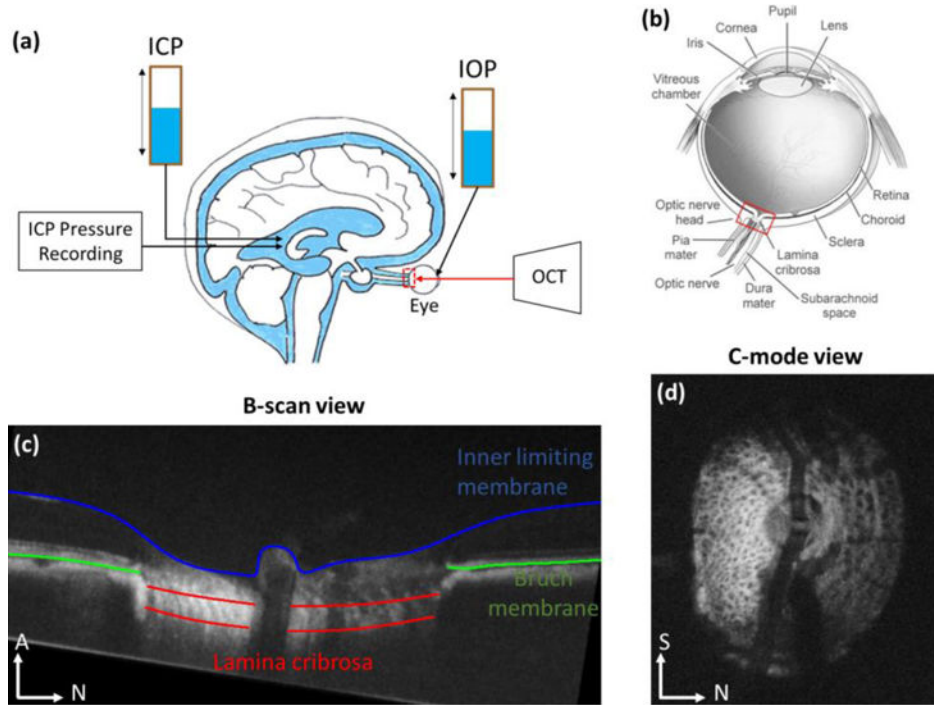 (a)
ICP
IOP
ICP Pressure
Recording
OCT
Eye
(b)
Pupil
Cornea
Lens
Iris
Vitreous
chamber
Retina
Choroid
Sclera
Optic nerve
head
Pia
mater
Lamina
cribrosa
Optic nerve
Dura
mater
Subarachnoid
space
B-scan view
(c)
Inner limiting
membrane
Bruch
membrane
Lamina cribrosa
A
N
C-mode view
(d)
S
N